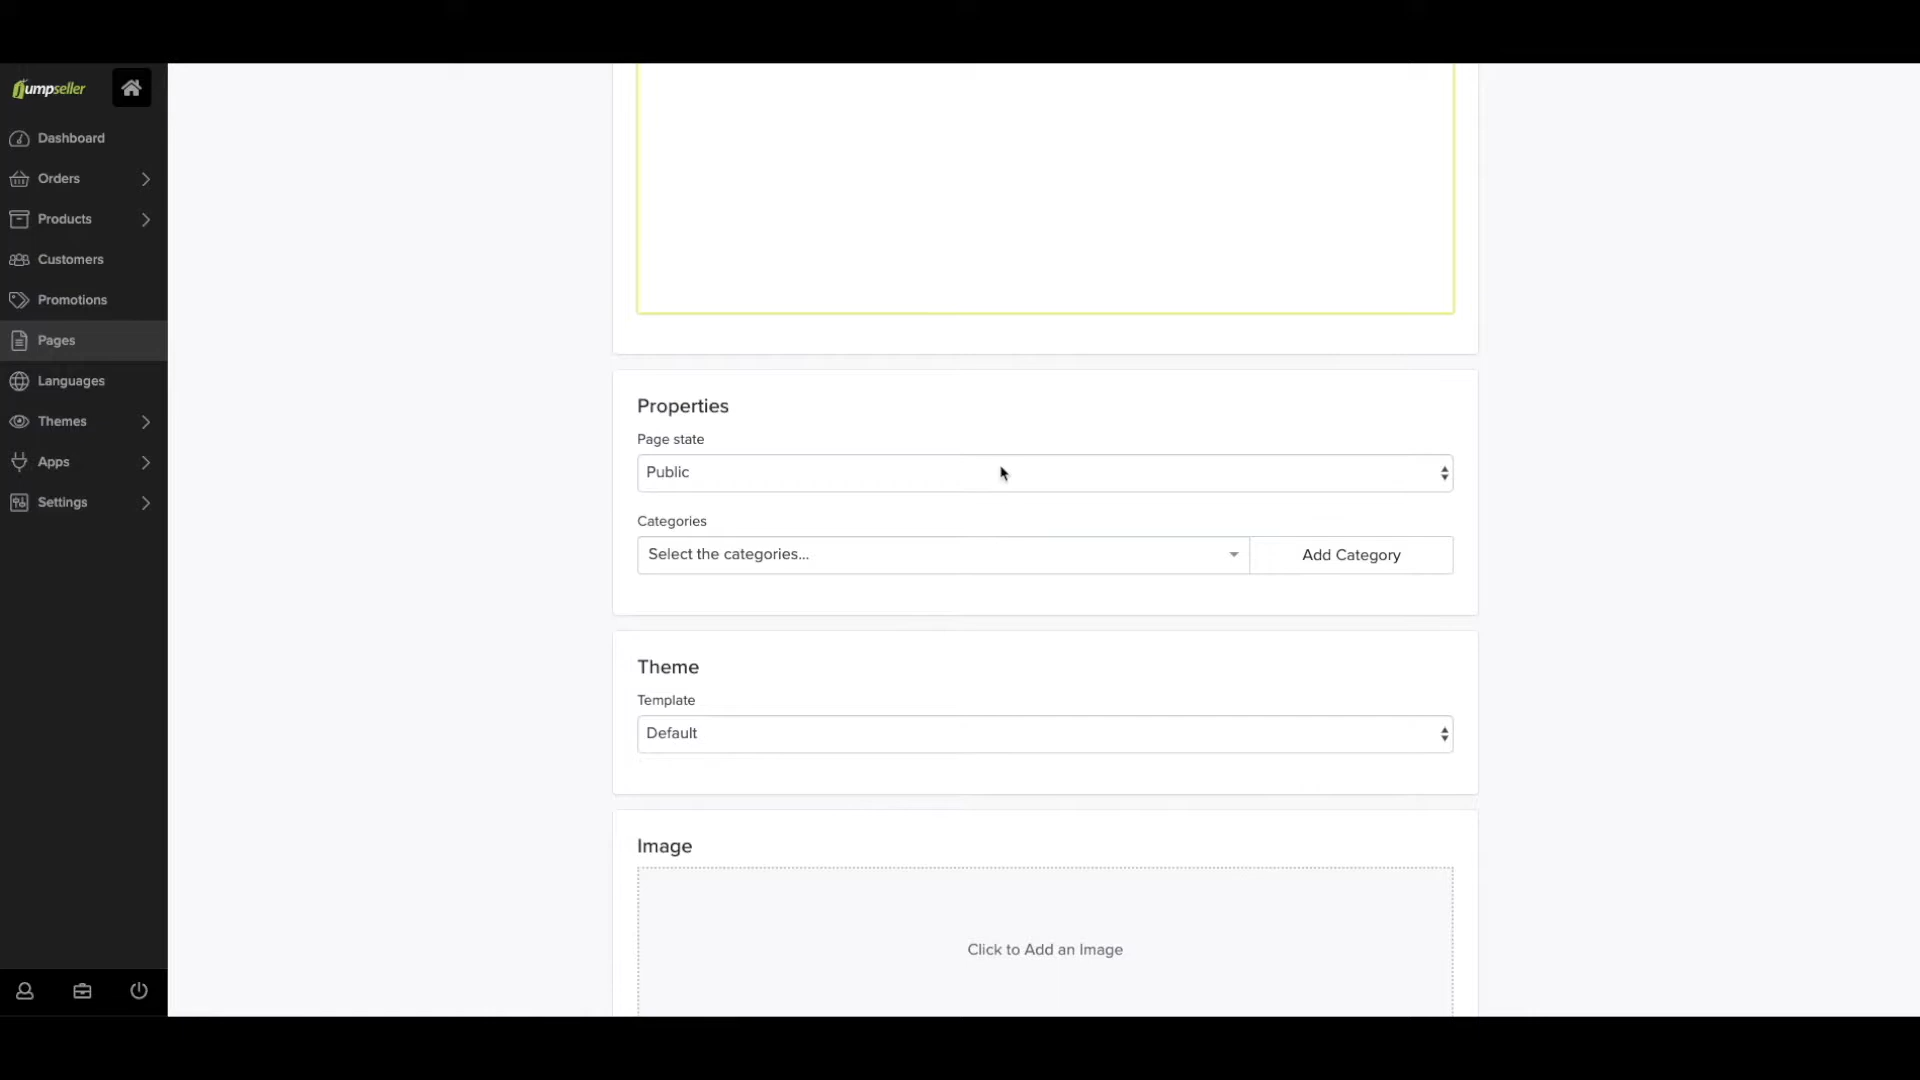 Jumpseller
Dashboard
Orders
Products
Customers
Promotions
Pages
Languages
Themes
Apps
Settings
Properties
Page state
Public
Categories
Select the categories...
Add Category
Theme
Template
Default
Image
Click to Add an Image